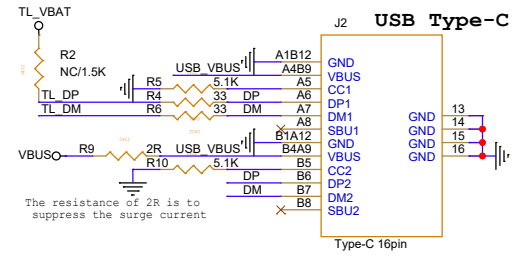 TL_VBAT
J2
USB Type-C
R2
NC/1.5K
A1B12
GND
USB_VBUS
A4B9
VBUS
R5
5.1K
A5
CC1
TL_DP
R4
33
DP
A6
DP1
TL_DM
R6
33
DM
A7
DM1
GND
13
A8
SBU1
GND
14
B1A12
GND
GND
15
VBUS
R9
2R
USB_VBUS
B4A9
VBUS
GND
16
R10
5.1K
B5
CC2
DP
B6
DP2
DM
B7
DM2
B8
SBU2
The resistance of 2R is to
suppress the surge current
Type-C 16pin